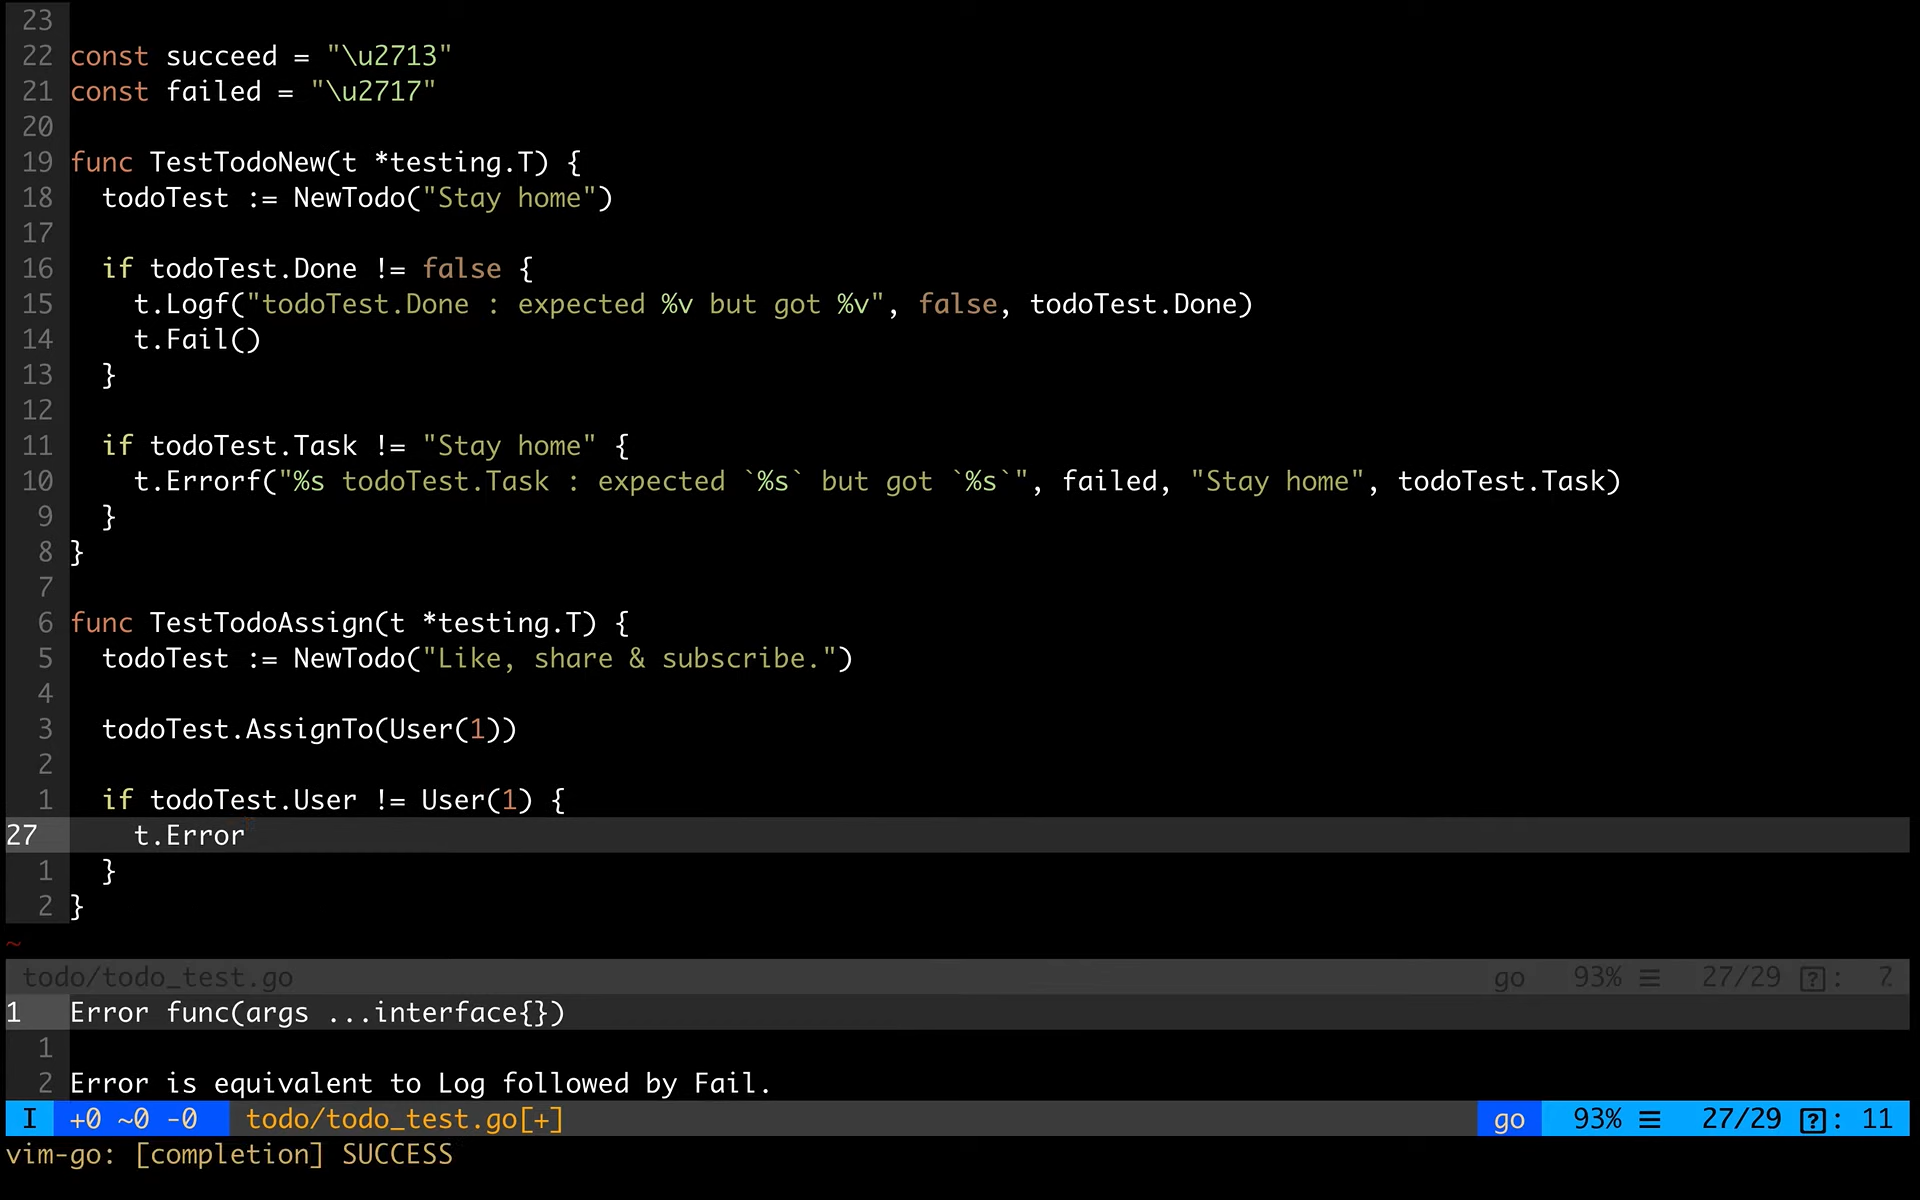 23
22 const succeed = "\u2713"
21 const failed = "\u2717"
20
19 func TestTodoNew(t *testing.T) {
18   todoTest := NewTodo("Stay home")
17
16   if todoTest.Done != false {
15     t.Logf("todoTest.Done : expected %v but got %v", false, todoTest.Done)
14     t.Fail()
13   }
12
11   if todoTest.Task != "Stay home" {
10     t.Errorf("%s todoTest.Task : expected `%s` but got `%s`", failed, "Stay home", todoTest.Task)
9   }
8 }
7
6 func TestTodoAssign(t *testing.T) {
5   todoTest := NewTodo("Like, share & subscribe.")
4
3   todoTest.AssignTo(User(1))
2
1   if todoTest.User != User(1) {
27     t.Error
1   }
2 }
~
todo/todo_test.go go 93% ☰ 27/29 [?]: 7
1 Error func(args ...interface{})
1
2 Error is equivalent to Log followed by Fail.
I +0 ~0 -0 todo/todo_test.go[+] go 93% ☰ 27/29 [?]: 11
vim-go: [completion] SUCCESS